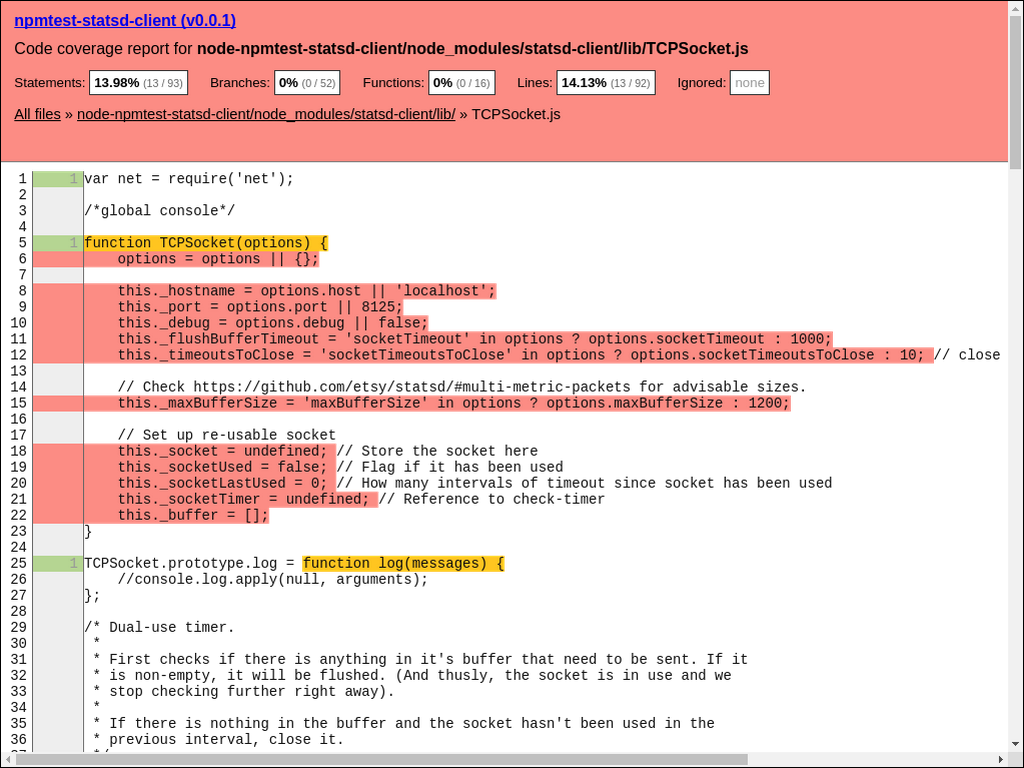 npmtest-statsd-client (v0.0.1)
Code coverage report for node-npmtest-statsd-client/node_modules/statsd-client/lib/TCPSocket.js
Statements: 13.98% (13 / 93) Branches: 0% (0 / 52) Functions: 0% (0 / 16) Lines: 14.13% (13 / 92) Ignored: none
All files » node-npmtest-statsd-client/node_modules/statsd-client/lib/ » TCPSocket.js
1 1 var net = require('net');
2
3 /*global console*/
4
5 1 function TCPSocket(options) {
6 options = options || {};
7
8 this._hostname = options.host || 'localhost';
9 this._port = options.port || 8125;
10 this._debug = options.debug || false;
11 this._flushBufferTimeout = 'socketTimeout' in options ? options.socketTimeout : 1000;
12 this._timeoutsToClose = 'socketTimeoutsToClose' in options ? options.socketTimeoutsToClose : 10; // close
13
14 // Check https://github.com/etsy/statsd/#multi-metric-packets for advisable sizes.
15 this._maxBufferSize = 'maxBufferSize' in options ? options.maxBufferSize : 1200;
16
17 // Set up re-usable socket
18 this._socket = undefined; // Store the socket here
19 this._socketUsed = false; // Flag if it has been used
20 this._socketLastUsed = 0; // How many intervals of timeout since socket has been used
21 this._socketTimer = undefined; // Reference to check-timer
22 this._buffer = [];
23 }
24
25 1 TCPSocket.prototype.log = function log(messages) {
26 //console.log.apply(null, arguments);
27 };
28
29 /* Dual-use timer.
30 *
31 * First checks if there is anything in it's buffer that need to be sent. If it
32 * is non-empty, it will be flushed. (And thusly, the socket is in use and we
33 * stop checking further right away).
34 *
35 * If there is nothing in the buffer and the socket hasn't been used in the
36 * previous interval, close it.